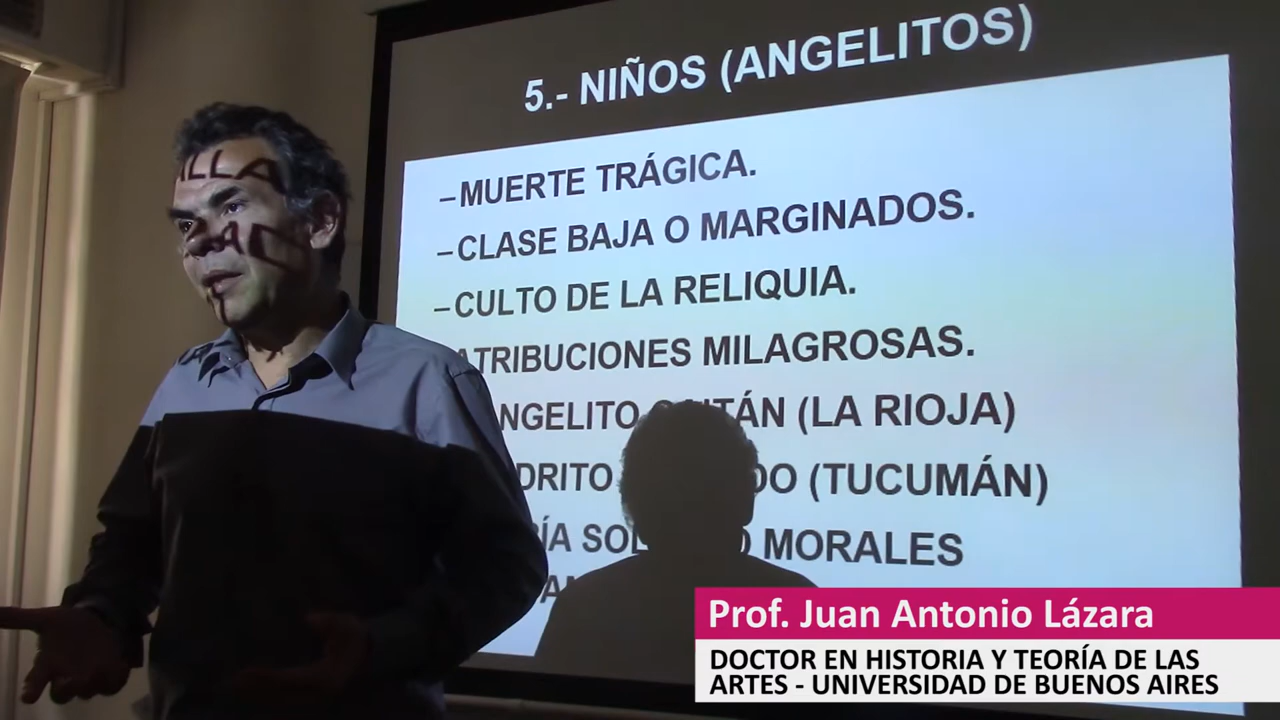 5.- NIÑOS (ANGELITOS)
–MUERTE TRÁGICA.
–CLASE BAJA O MARGINADOS.
–CULTO DE LA RELIQUIA.
ATRIBUCIONES MILAGROSAS.
(LA RIOJA)
(TUCUMÁN)
MORALES
Prof. Juan Antonio Lázara
DOCTOR EN HISTORIA Y TEORÍA DE LAS
ARTES - UNIVERSIDAD DE BUENOS AIRES